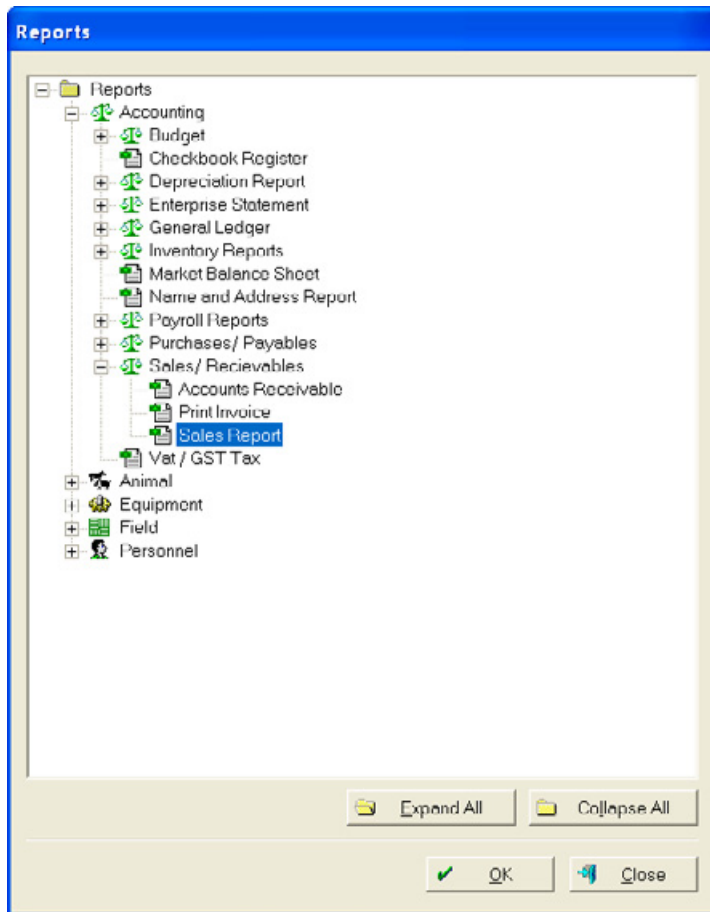 Reports
Reports
Accounting
Budget
Checkbook Register
Depreciation Report
Enterprise Statement
General Ledger
Inventory Reports
Market Balance Sheet
Name and Address Report
Payroll Reports
Purchases/ Payables
Sales/ Recievables
Accounts Receivable
Print Invoice
Sales Report
Vat / GST Tax
Animal
Equipment
Field
Personnel
Expand All Collapse All
OK Close